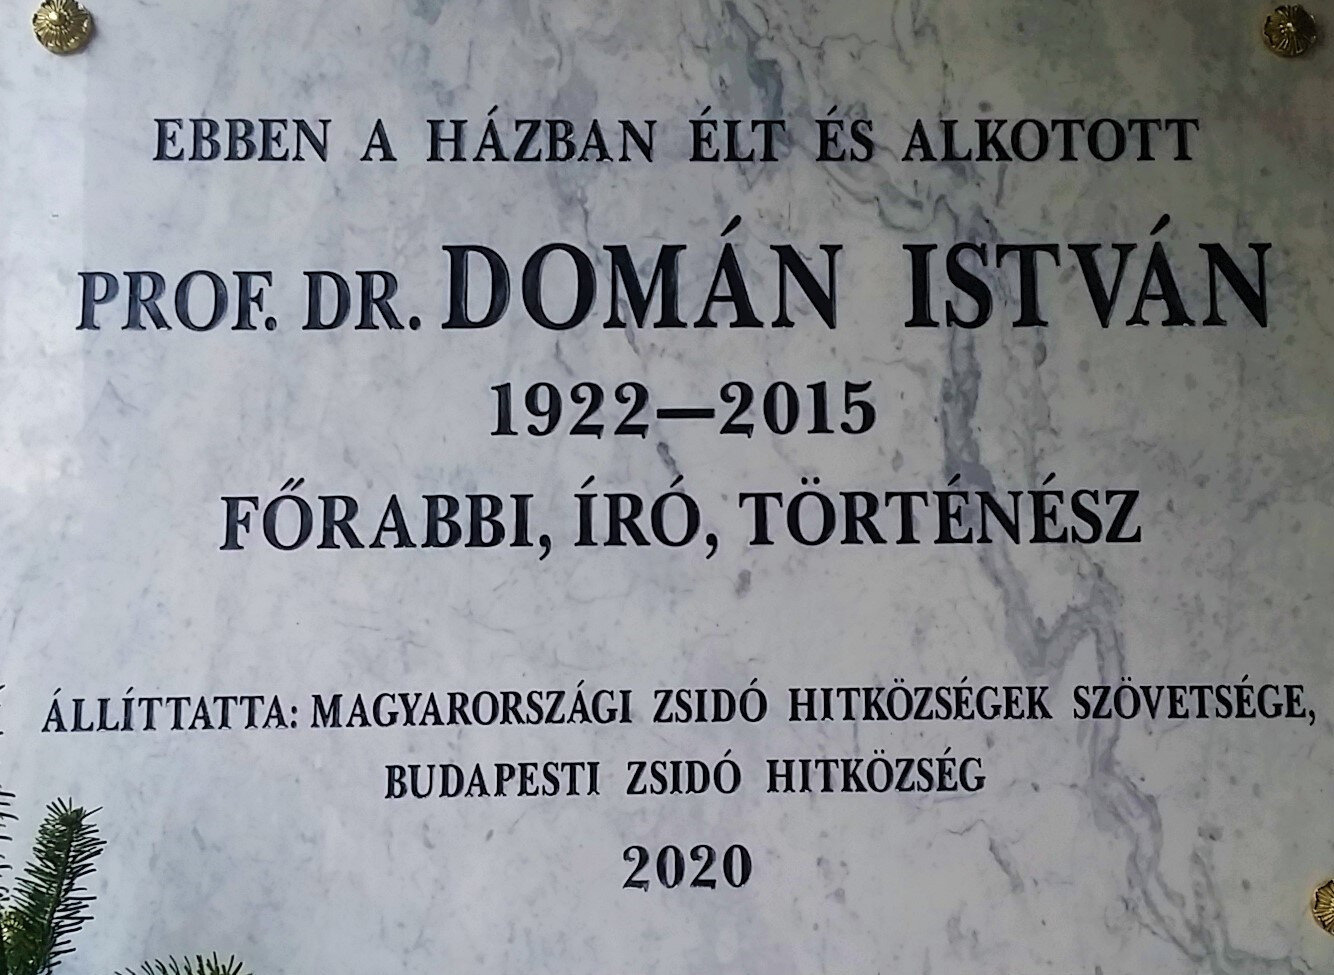 EBBEN A HÁZBAN ÉLT ÉS ALKOTOTT
PROF. DR. DOMÁN ISTVÁN
1922—2015
FŐRABBI, ÍRÓ, TÖRTÉNÉSZ
ÁLLÍTTATTA: MAGYARORSZÁGI ZSIDÓ HITKÖZSÉGEK SZÖVETSÉGE,
BUDAPESTI ZSIDÓ HITKÖZSÉG
2020